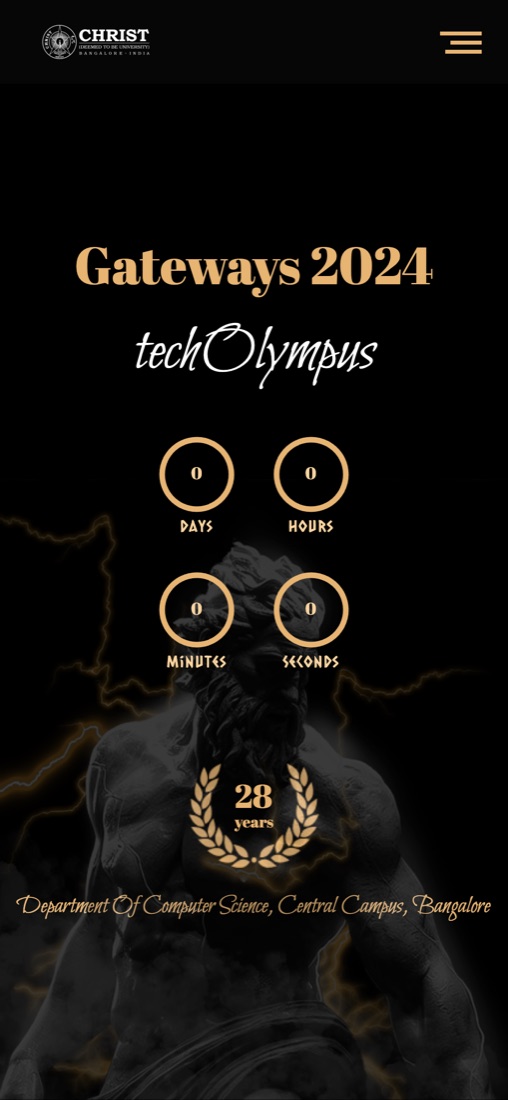 CHRIST
(DEEMED TO BE UNIVERSITY)
BANGALORE · INDIA
Gateways 2024
techOlympus
0
0
DAYS
HOURS
0
0
MINUTES
SECONDS
28
years
Department Of Computer Science, Central Campus, Bangalore